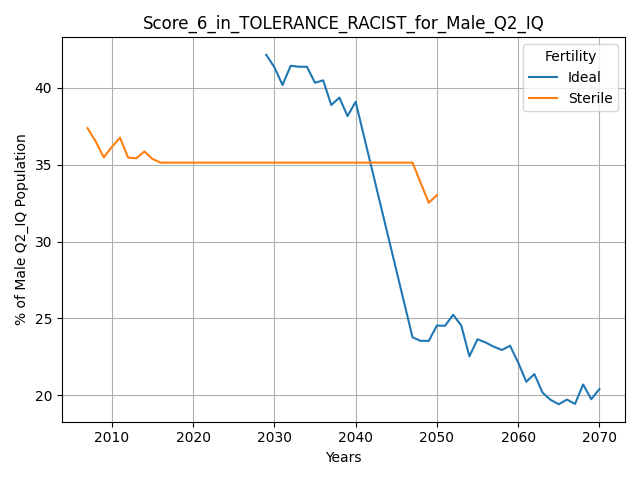 Score_6_in_TOLERANCE_RACIST_for_Male_Q2_IQ
Fertility
Ideal
Sterile
% of Male Q2_IQ Population
40
35
30
25
20
2010 2020 2030 2040 2050 2060 2070
Years